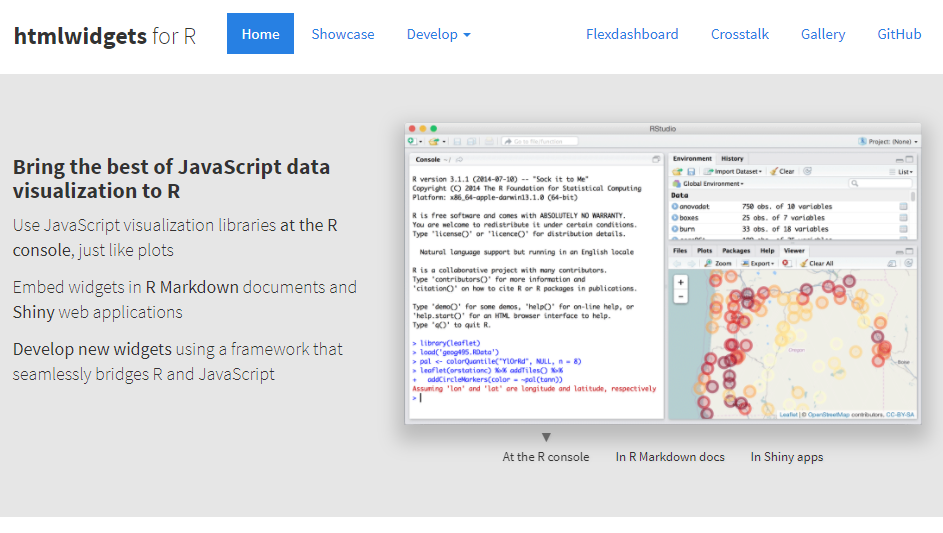 htmlwidgets for R
Home
Showcase
Develop
Flexdashboard
Crosstalk
Gallery
GitHub
Bring the best of JavaScript data
visualization to R
Use JavaScript visualization libraries at the R
console, just like plots
Embed widgets in R Markdown documents and
Shiny web applications
Develop new widgets using a framework that
seamlessly bridges R and JavaScript
RStudio
Go to file/function
Project: (None)
Console ~/
R version 3.1.1 (2014-07-10) -- "Sock it to Me"
Copyright (C) 2014 The R Foundation for Statistical Computing
Platform: x86_64-apple-darwin13.1.0 (64-bit)
R is free software and comes with ABSOLUTELY NO WARRANTY.
You are welcome to redistribute it under certain conditions.
Type 'license()' or 'licence()' for distribution details.
Natural language support but running in an English locale
R is a collaborative project with many contributors.
Type 'contributors()' for more information and
'citation()' on how to cite R or R packages in publications.
Type 'demo()' for some demos, 'help()' for on-line help, or
'help.start()' for an HTML browser interface to help.
Type 'q()' to quit R.
> library(leaflet)
> load('geog495.RData')
> pal <- colorQuantile("YlOrRd", NULL, n = 8)
> leaflet(orstationc) %>% addTiles() %>%
+ addCircleMarkers(color = ~pal(tann))
Assuming 'lon' and 'lat' are longitude and latitude, respectively
>
Environment History
Import Dataset Clear List
Global Environment
Data
anovadat 750 obs. of 10 variables
boxes 25 obs. of 7 variables
burn 33 obs. of 18 variables
Files Plots Packages Help Viewer
Zoom Export Clear All
+
−
Oregon
Boise
Leaflet | © OpenStreetMap contributors, CC-BY-SA
At the R console
In R Markdown docs
In Shiny apps